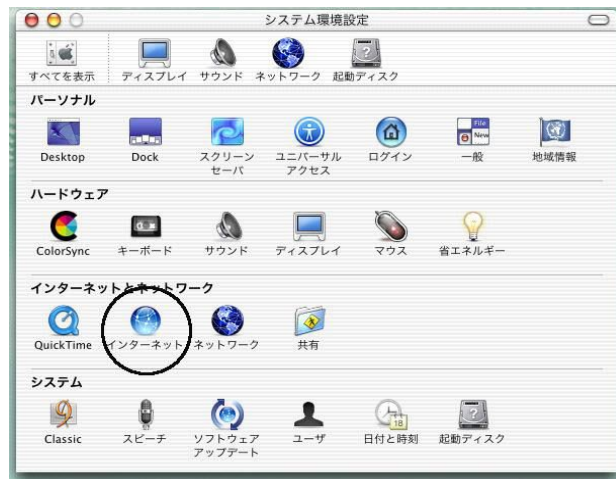 システム環境設定
すべてを表示 ディスプレイ サウンド ネットワーク 起動ディスク
パーソナル
Desktop Dock スクリーン セーバ ユニバーサル アクセス ログイン 一般 地域情報
File
New
ハードウェア
ColorSync キーボード サウンド ディスプレイ マウス 省エネルギー
インターネットとネットワーク
QuickTime インターネット ネットワーク 共有
システム
18
Classic スピーチ ソフトウェア アップデート ユーザ 日付と時刻 起動ディスク